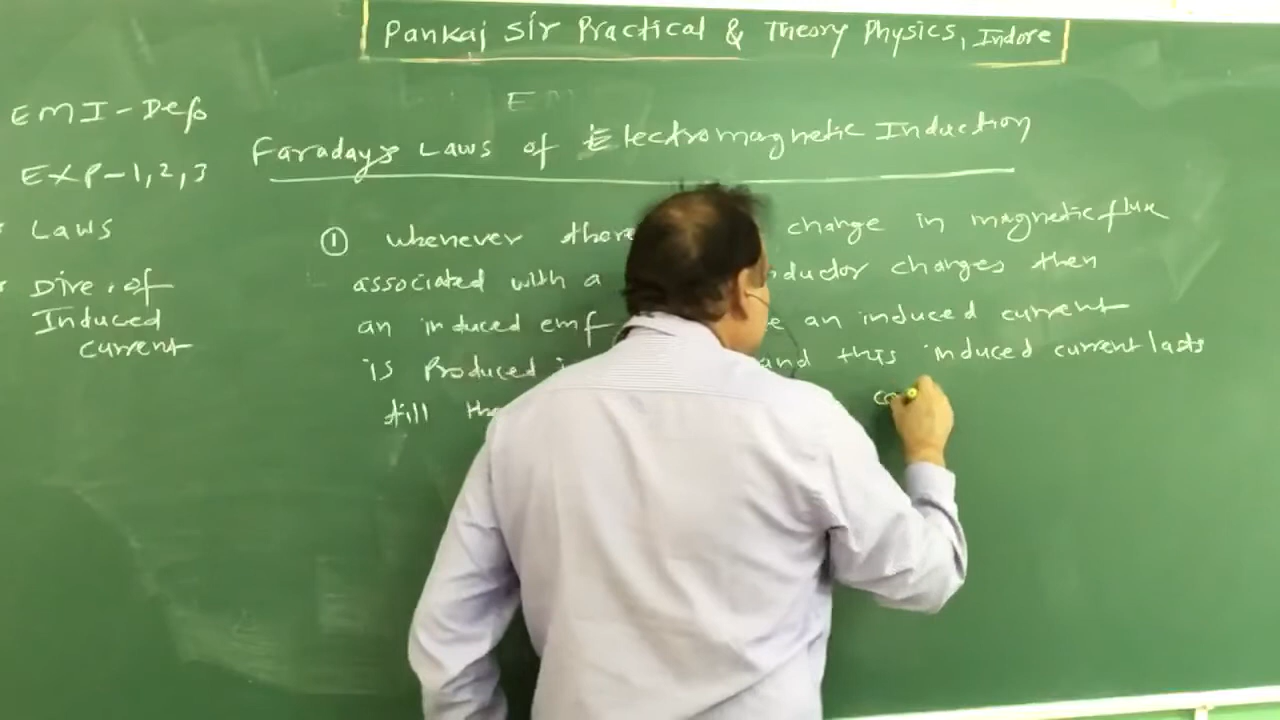 Pankaj Sir Practical & Theory Physics, Indore
EM
EMI-Defo
EXP-1,2,3
Laws
Dire. of
Induced
current
Faradays Laws of Electromagnetic Induction
① whenever there change in magnetic flux
associated with a changes then
an induced emf an induced current
is produced and this induced current lasts
till